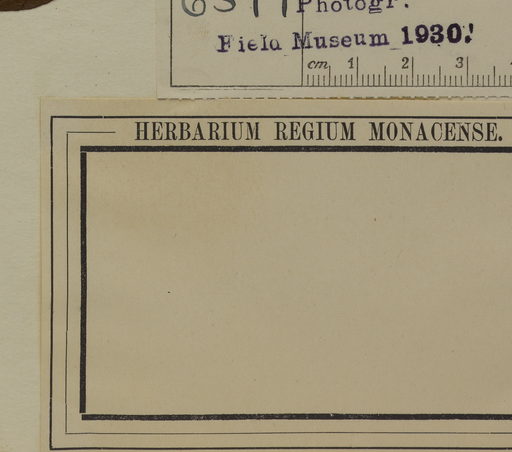 Photogr.
Field Museum 1930!
cm 1 2 3
HERBARIUM REGIUM MONACENSE.